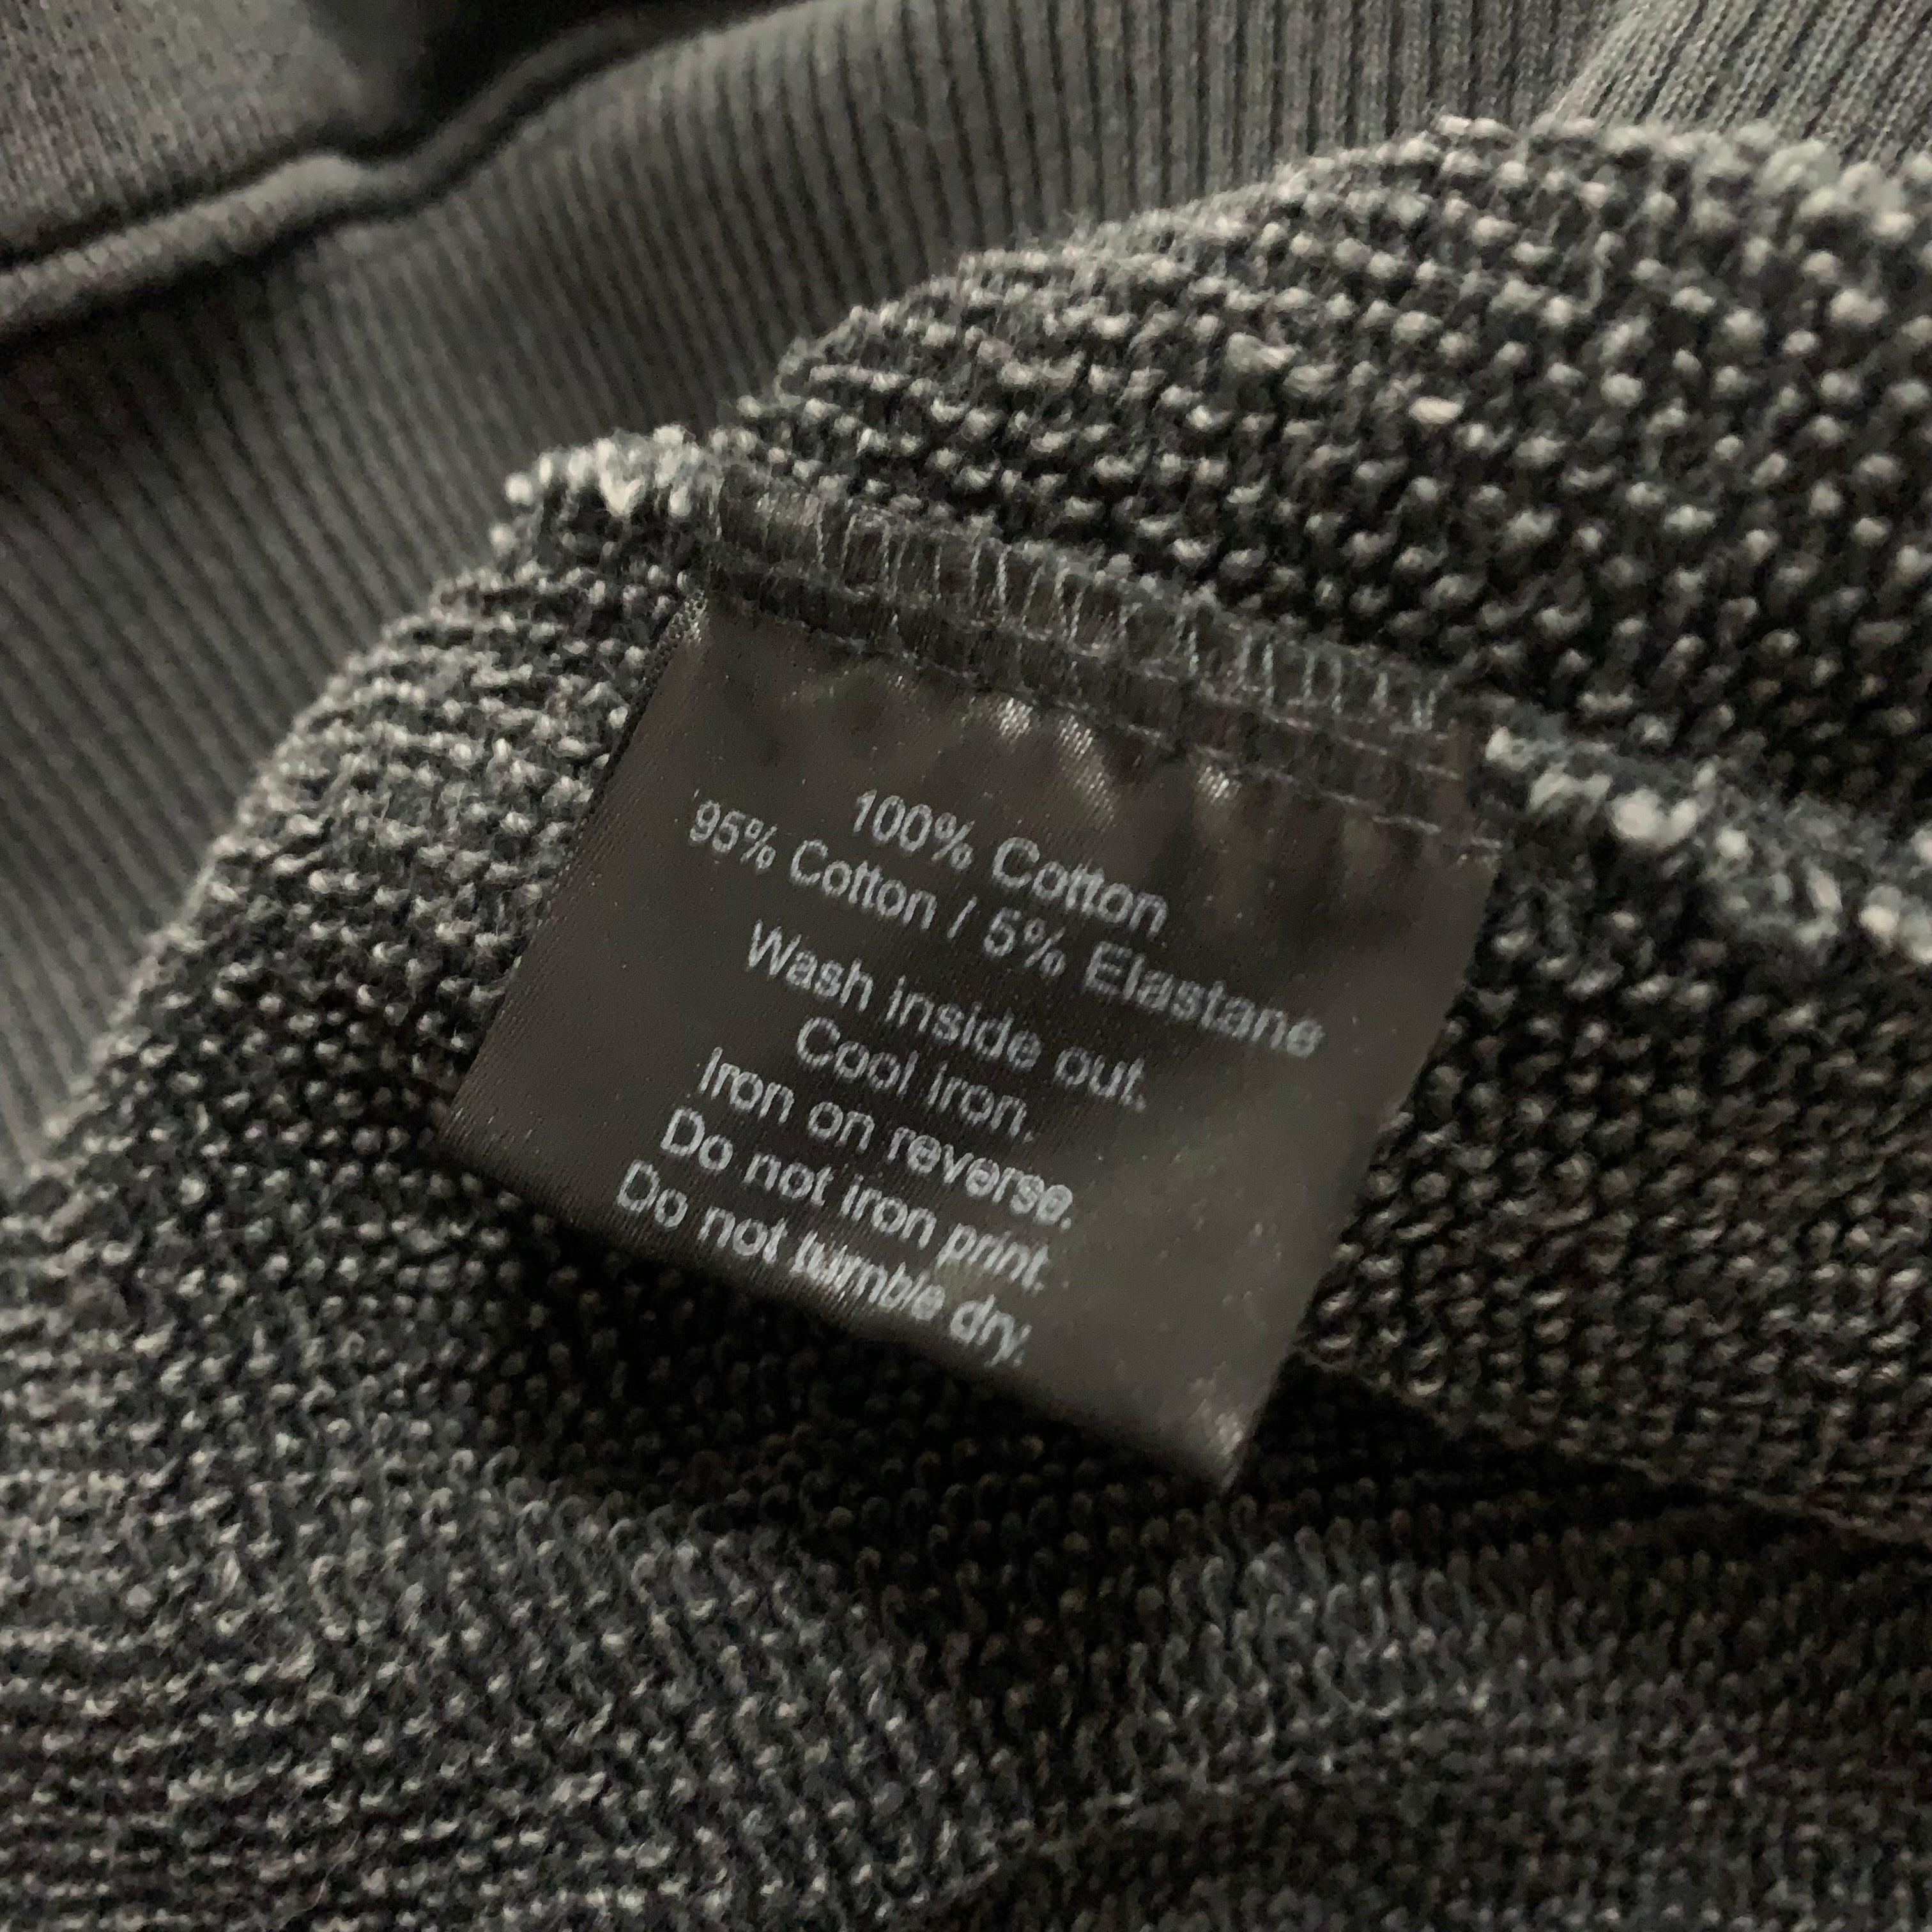 100% Cotton
95% Cotton / 5% Elastane
Wash inside out.
Cool iron.
Iron on reverse.
Do not iron print.
Do not tumble dry.